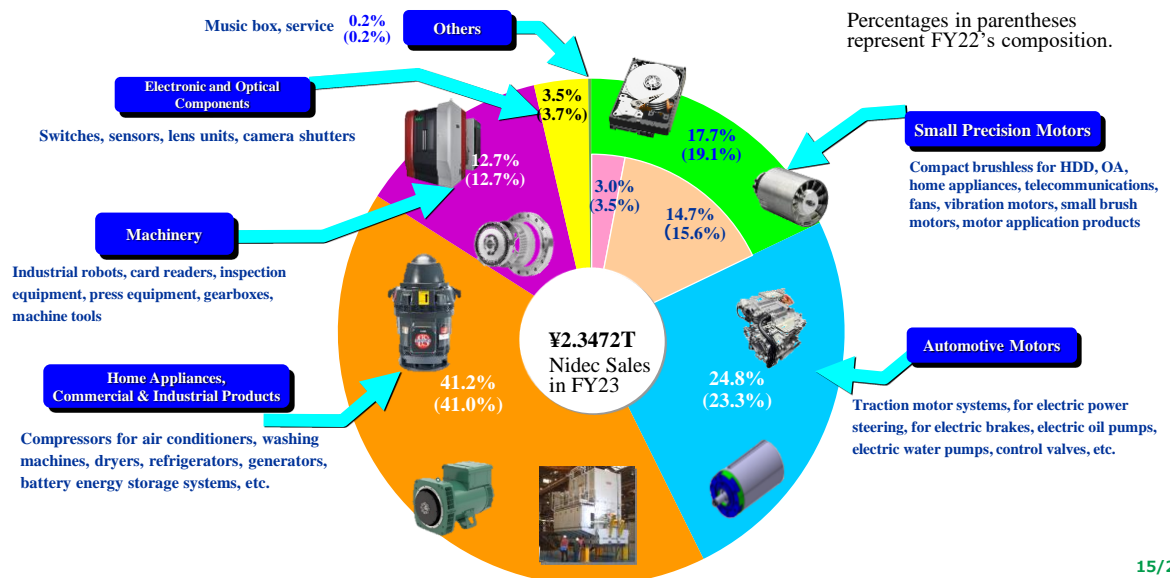 Music box, service
0.2%
(0.2%)
Others
Percentages in parentheses
represent FY22's composition.
Electronic and Optical
Components
Switches, sensors, lens units, camera shutters
3.5%
(3.7%)
17.7%
(19.1%)
Small Precision Motors
Compact brushless for HDD, OA,
home appliances, telecommunications,
fans, vibration motors, small brush
motors, motor application products
12.7%
(12.7%)
3.0%
(3.5%)
14.7%
(15.6%)
Machinery
Industrial robots, card readers, inspection
equipment, press equipment, gearboxes,
machine tools
¥2.3472T
Nidec Sales
in FY23
Automotive Motors
24.8%
(23.3%)
Traction motor systems, for electric power
steering, for electric brakes, electric oil pumps,
electric water pumps, control valves, etc.
Home Appliances,
Commercial & Industrial Products
41.2%
(41.0%)
Compressors for air conditioners, washing
machines, dryers, refrigerators, generators,
battery energy storage systems, etc.
15/2